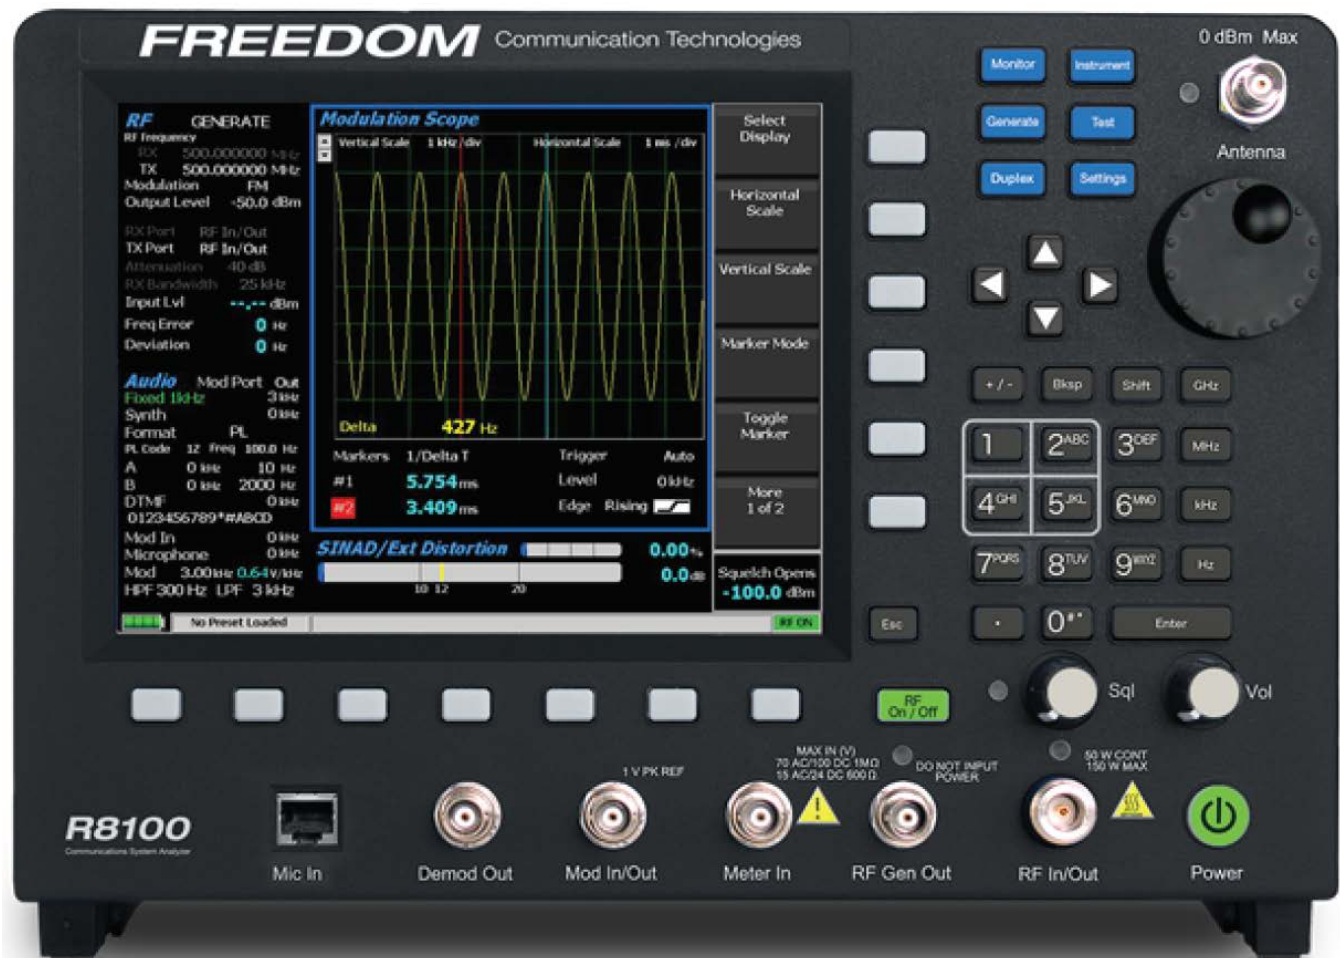 FREEDOM Communication Technologies
0 dBm Max
Antenna
Monitor
Instrument
Generate
Test
Duplex
Settings
RF GENERATE
RF Frequency
RX 500.000000 MHz
TX 500.000000 MHz
Modulation FM
Output Level -50.0 dBm
RX Port RF In/Out
TX Port RF In/Out
Attenuation 40 dB
RX Bandwidth 25 kHz
Input Lvl --.-- dBm
Freq Error 0 Hz
Deviation 0 Hz
Audio Mod Port Out
Fixed 1kHz 3 kHz
Synth 0 kHz
Format PL
PL Code 1Z Freq 100.0 Hz
A 0 kHz 10 Hz
B 0 kHz 2000 Hz
DTMF 0 kHz
0123456789*#ABCD
Mod In 0 kHz
Microphone 0 kHz
Mod 3.00 kHz 0.64 V/kHz
HPF 300 Hz LPF 3 kHz
Modulation Scope
Vertical Scale 1 kHz /div Horizontal Scale 1 ms /div
Delta 427 Hz
Markers 1/Delta T Trigger Auto
#1 5.754 ms Level 0 kHz
#2 3.409 ms Edge Rising
SINAD/Ext Distortion 0.00 %
0.0 dB
10 12 20
Select
Display
Horizontal
Scale
Vertical Scale
Marker Mode
Toggle
Marker
More
1 of 2
Squelch Opens
-100.0 dBm
No Preset Loaded
RF ON
+ / -
Bksp
Shift
GHz
1
2 ABC
3 DEF
MHz
4 GHI
5 JKL
6 MNO
kHz
7 PQRS
8 TUV
9 WXYZ
Hz
Esc
.
0 #*
Enter
RF
On / Off
Sql
Vol
1 V PK REF
MAX IN (V)
70 AC/100 DC 1MΩ
15 AC/24 DC 600 Ω
DO NOT INPUT
POWER
50 W CONT
150 W MAX
R8100
Communications System Analyzer
Mic In
Demod Out
Mod In/Out
Meter In
RF Gen Out
RF In/Out
Power